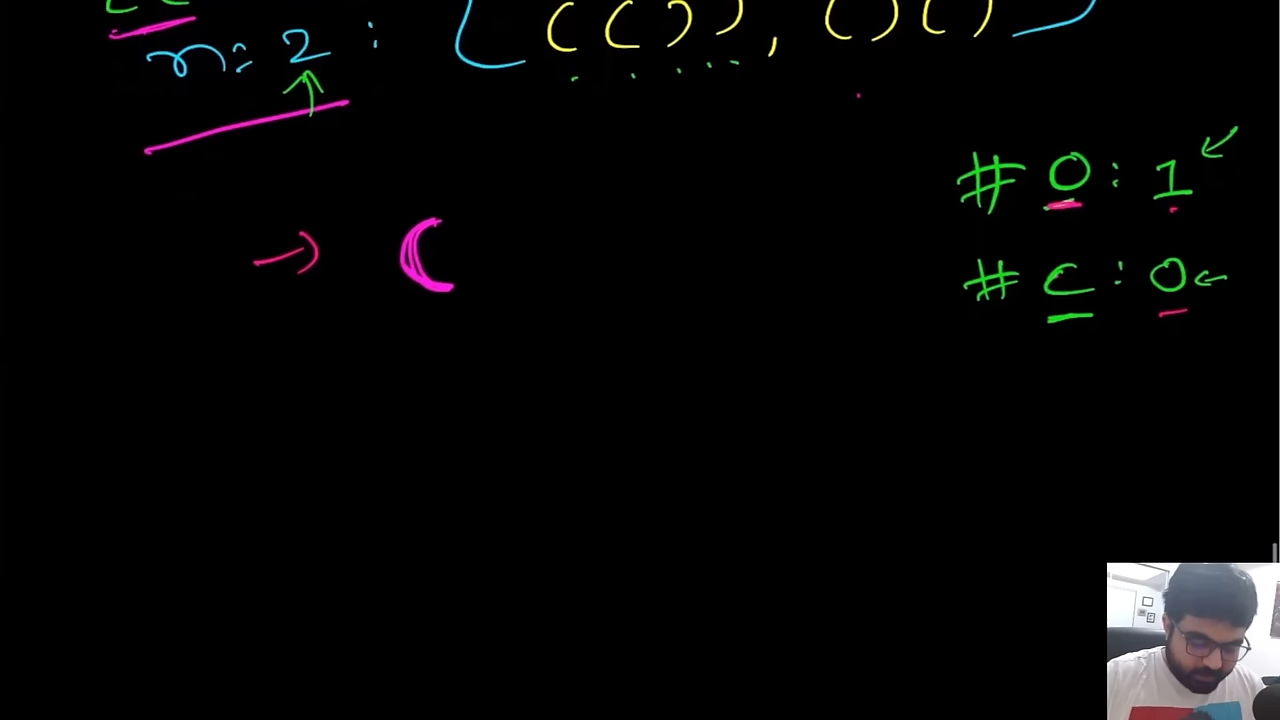 n = 2 : [ (()), ()() ]
# O : 1
→ (
# C : 0